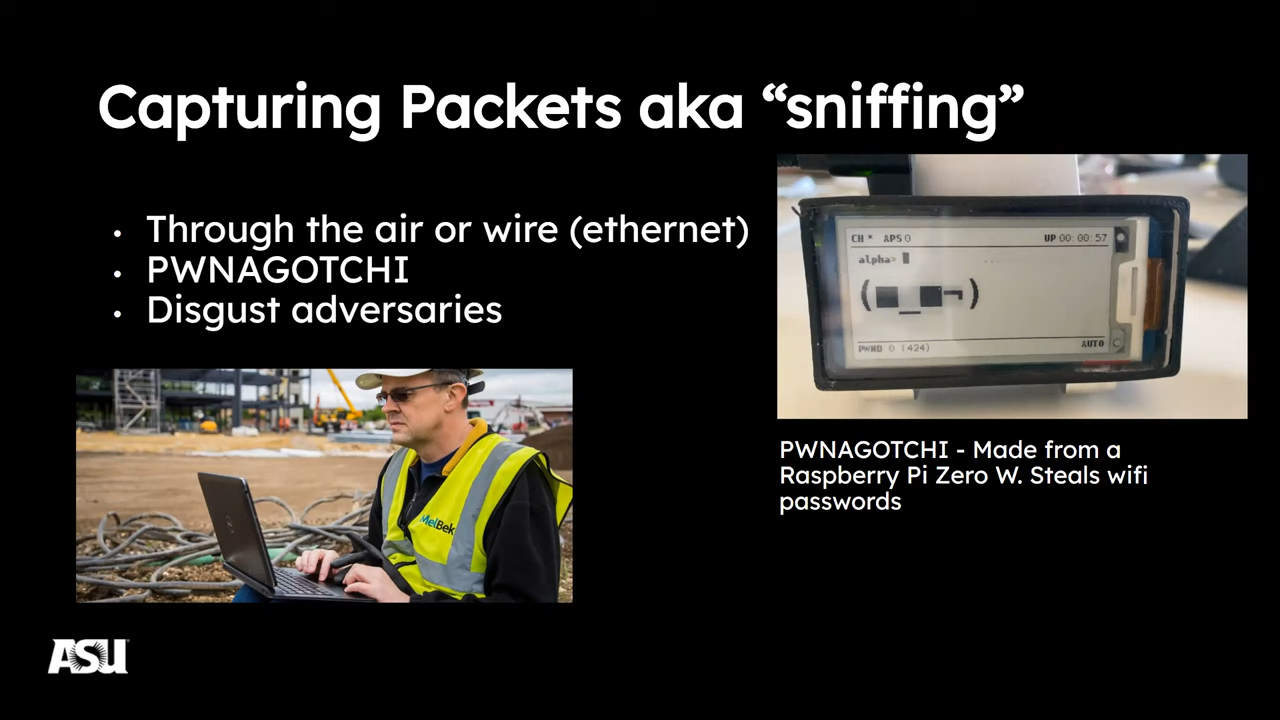 Capturing Packets aka “sniffing”
• Through the air or wire (ethernet)
• PWNAGOTCHI
• Disgust adversaries
CH * APS 0 UP 00:00:57
alpha>
PWND 0 (424) AUTO
MelBek
PWNAGOTCHI - Made from a
Raspberry Pi Zero W. Steals wifi
passwords
ASU